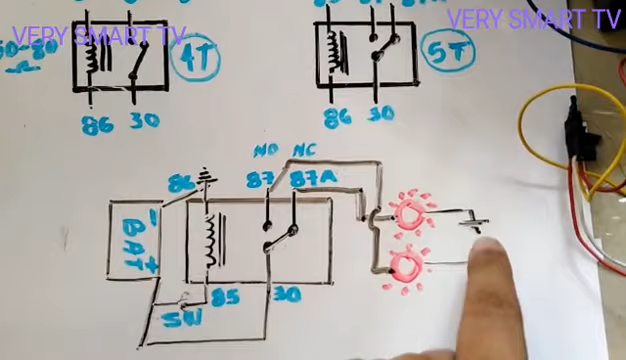 VERY SMART TV
VERY SMART TV
4T
5T
86 30
86 30
NO NC
86 87 87A
BAT
- +
SW 85 30